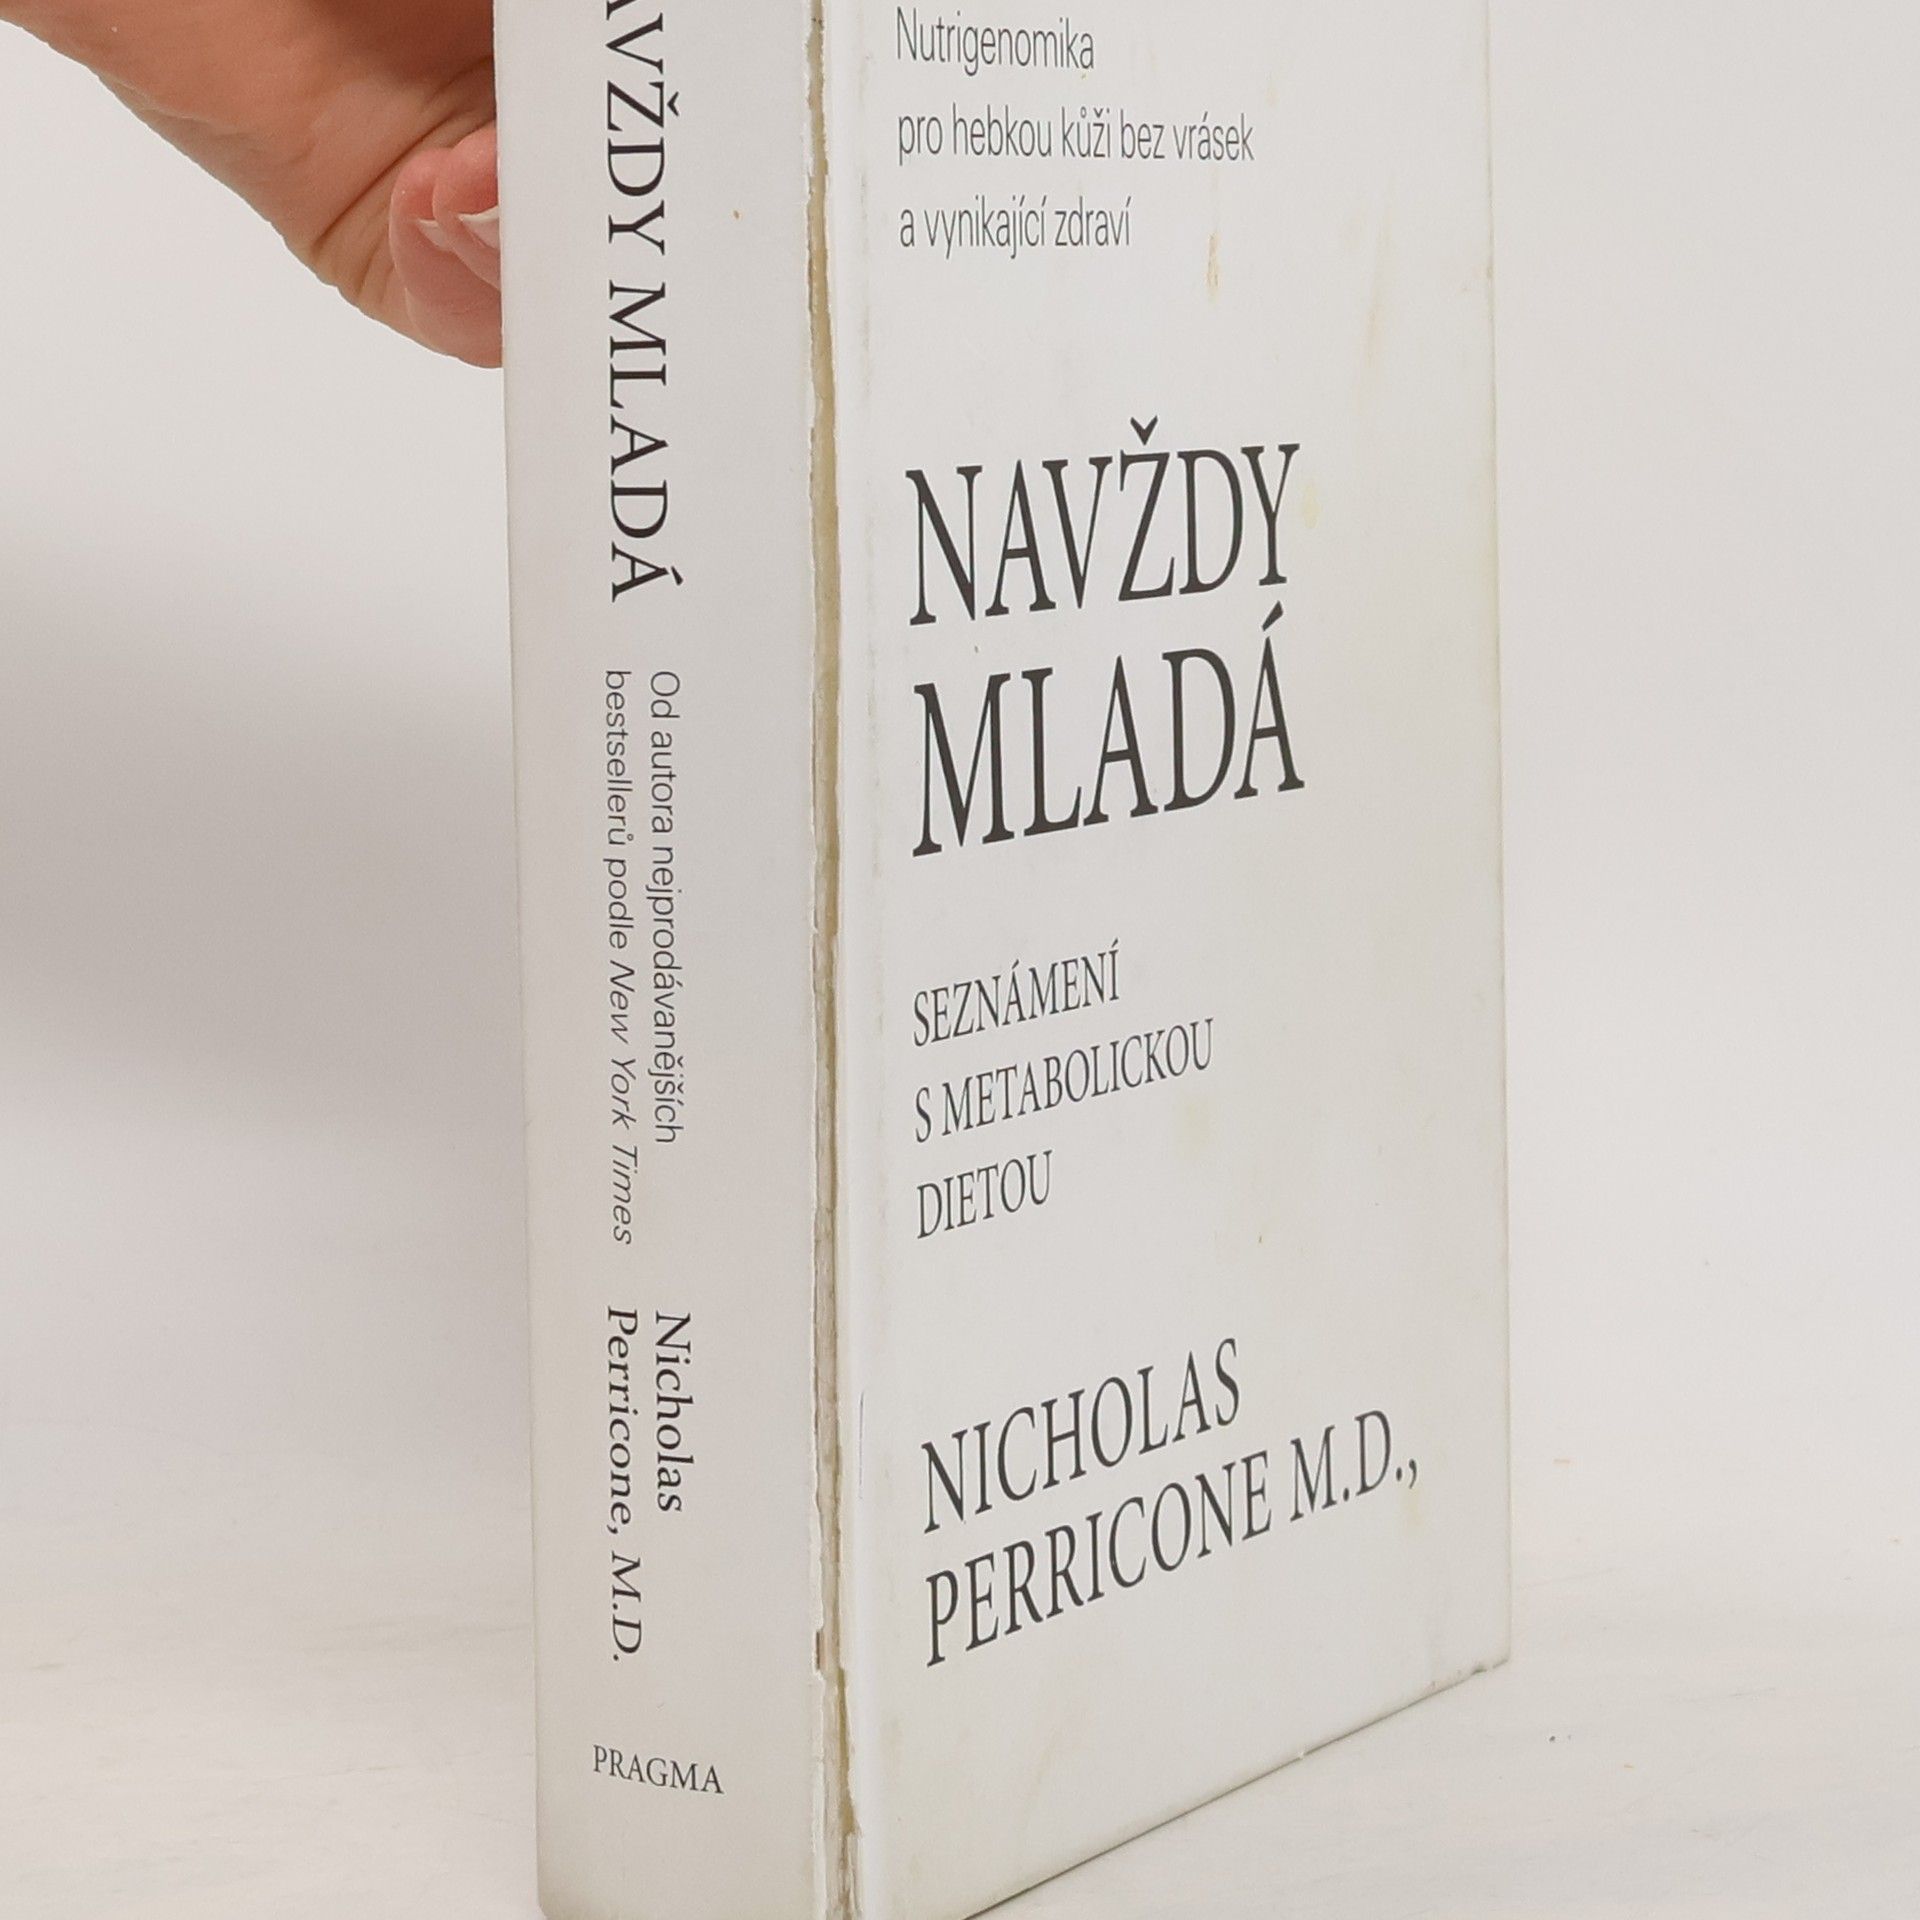 AVŽDY MLADÁ
Od autora nejprodávanějších
bestsellerů podle New York Times
Nicholas
Perricone, M.D.
PRAGMA
Nutrigenomika
pro hebkou kůži bez vrásek
a vynikající zdraví
NAVŽDY
MLADÁ
SEZNÁMENÍ
S METABOLICKOU
DIETOU
NICHOLAS
PERRICONE M.D.,